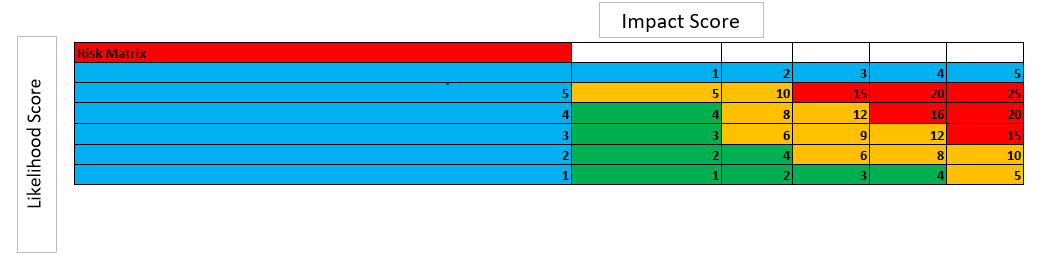 Impact Score
Likelihood Score
Risk Matrix
1 2 3 4 5
5 5 10 15 20 25
4 4 8 12 16 20
3 3 6 9 12 15
2 2 4 6 8 10
1 1 2 3 4 5